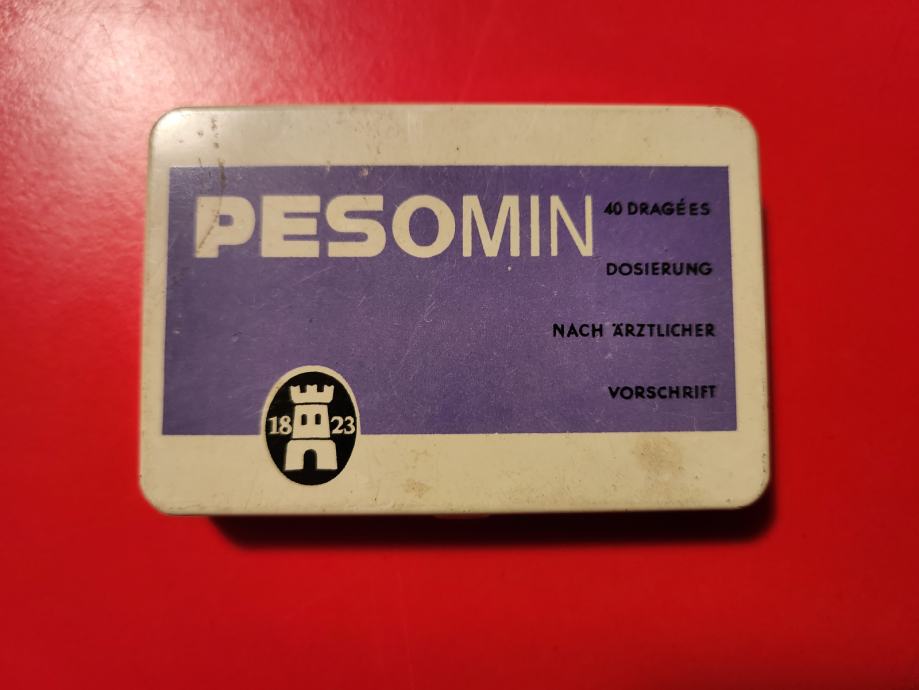 PESOMIN
40 DRAGÉES
DOSIERUNG
NACH ÄRZTLICHER
VORSCHRIFT
18 23